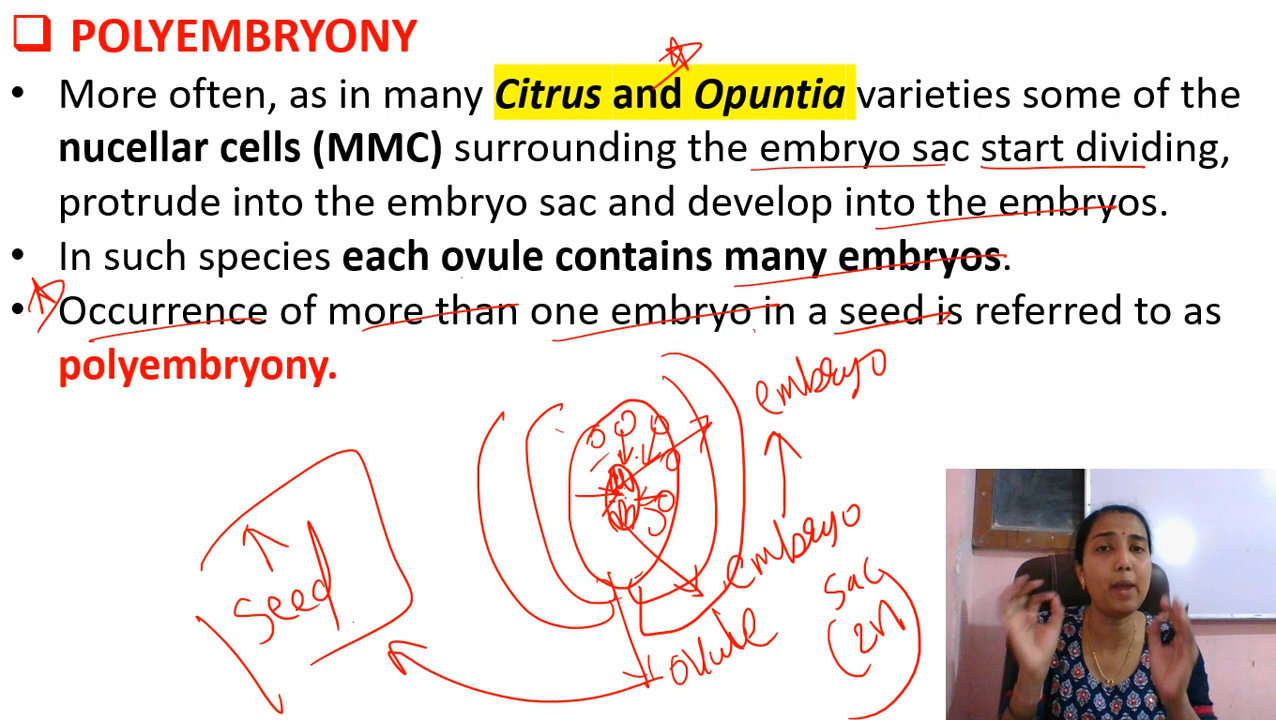 POLYEMBRYONY
• More often, as in many Citrus and Opuntia varieties some of the
nucellar cells (MMC) surrounding the embryo sac start dividing,
protrude into the embryo sac and develop into the embryos.
• In such species each ovule contains many embryos.
• Occurrence of more than one embryo in a seed is referred to as
polyembryony.
embryo
embryo
sac
(2n)
seed
ovule